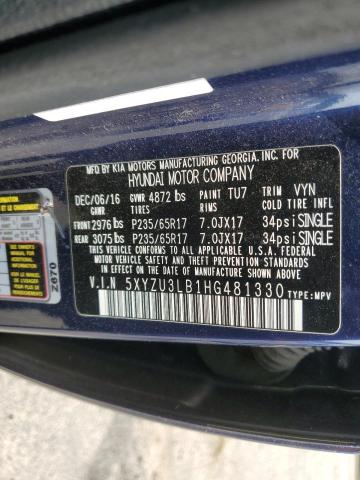 MFG.BY KIA MOTORS MANUFACTURING GEORGIA, INC. FOR
HYUNDAI MOTOR COMPANY
DEC/06/16 GVWR 4872 lbs PAINT TU7 TRIM VYN
GAWR TIRES RIMS COLD TIRE INFL
FRONT 2976 lbs P235/65R17 7.0JX17 34psi SINGLE
REAR 3075 lbs P235/65R17 7.0JX17 34psi SINGLE
THIS VEHICLE CONFORMS TO ALL APPLICABLE U.S.A FEDERAL
MOTOR VEHICLE SAFETY AND THEFT PREVENTION STANDARDS
IN EFFECT ON THE DATE OF MANUFACTURE SHOWN ABOVE.
V.I.N 5XYZU3LB1HG481330 TYPE: MPV
Z670